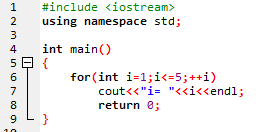 1 #include <iostream>
2 using namespace std;
3
4 int main()
5 {
6 for(int i=1;i<=5;++i)
7 cout<<"i= "<<i<<endl;
8 return 0;
9 }
10